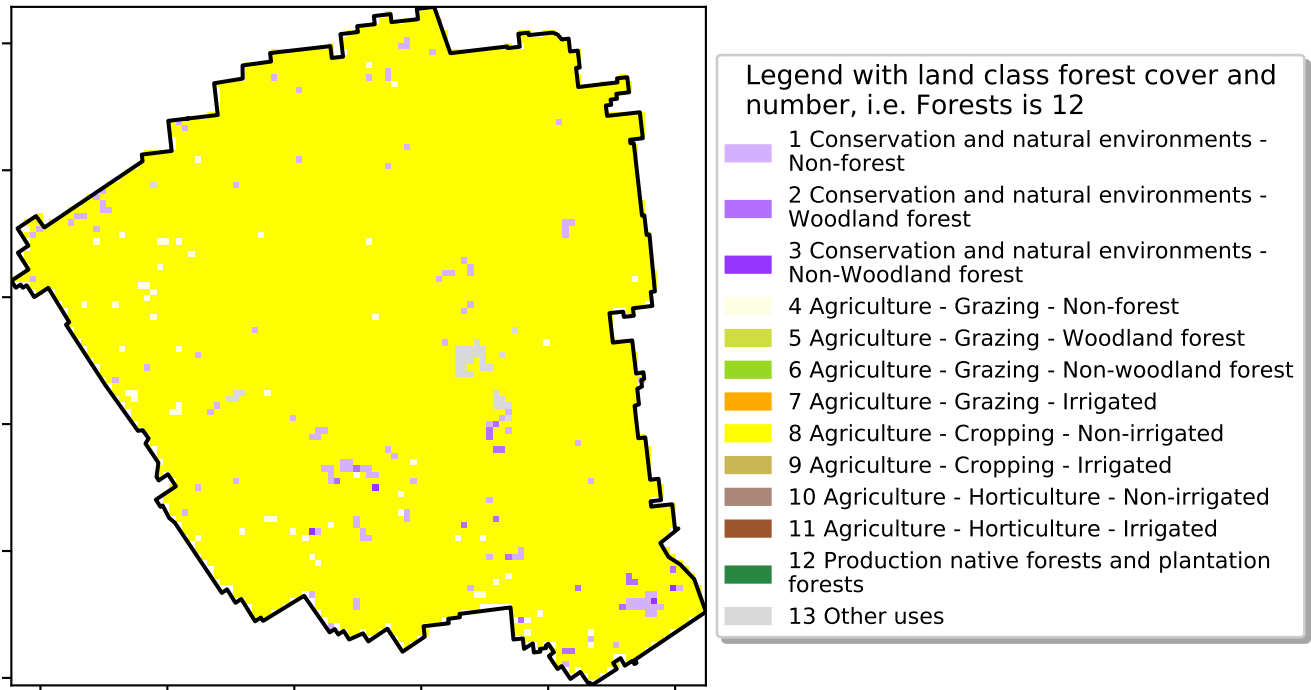 Legend with land class forest cover and
number, i.e. Forests is 12
1 Conservation and natural environments -
Non-forest
2 Conservation and natural environments -
Woodland forest
3 Conservation and natural environments -
Non-Woodland forest
4 Agriculture - Grazing - Non-forest
5 Agriculture - Grazing - Woodland forest
6 Agriculture - Grazing - Non-woodland forest
7 Agriculture - Grazing - Irrigated
8 Agriculture - Cropping - Non-irrigated
9 Agriculture - Cropping - Irrigated
10 Agriculture - Horticulture - Non-irrigated
11 Agriculture - Horticulture - Irrigated
12 Production native forests and plantation
forests
13 Other uses